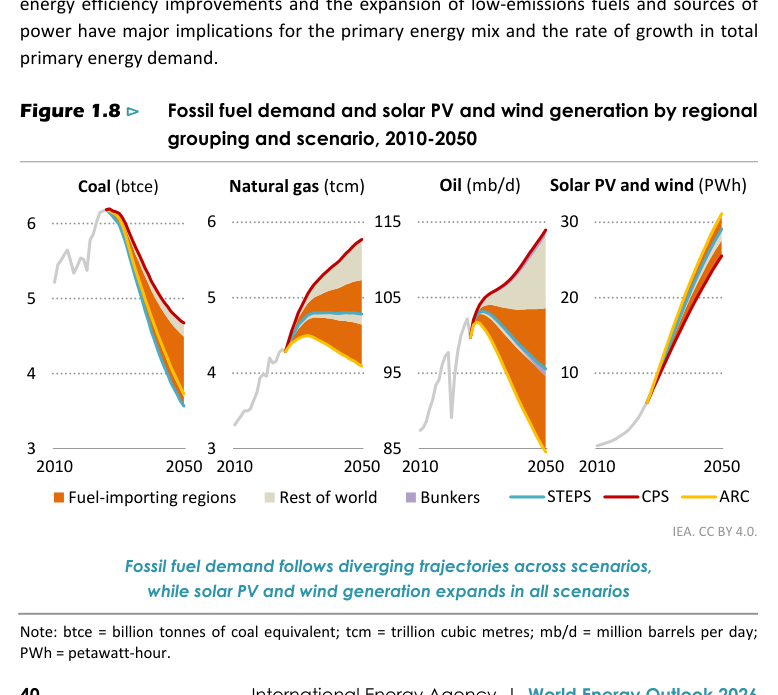 energy efficiency improvements and the expansion of low-emissions fuels and sources of
power have major implications for the primary energy mix and the rate of growth in total
primary energy demand.
Figure 1.8 ▻ Fossil fuel demand and solar PV and wind generation by regional
grouping and scenario, 2010-2050
Coal (btce) Natural gas (tcm) Oil (mb/d) Solar PV and wind (PWh)
6 6 115 30
5 5 105 20
4 4 95 10
3 3 85
2010 2050 2010 2050 2010 2050 2010 2050
Fuel-importing regions Rest of world Bunkers STEPS CPS ARC
IEA. CC BY 4.0.
Fossil fuel demand follows diverging trajectories across scenarios,
while solar PV and wind generation expands in all scenarios
Note: btce = billion tonnes of coal equivalent; tcm = trillion cubic metres; mb/d = million barrels per day;
PWh = petawatt-hour.
40 International Energy Agency | World Energy Outlook 2026